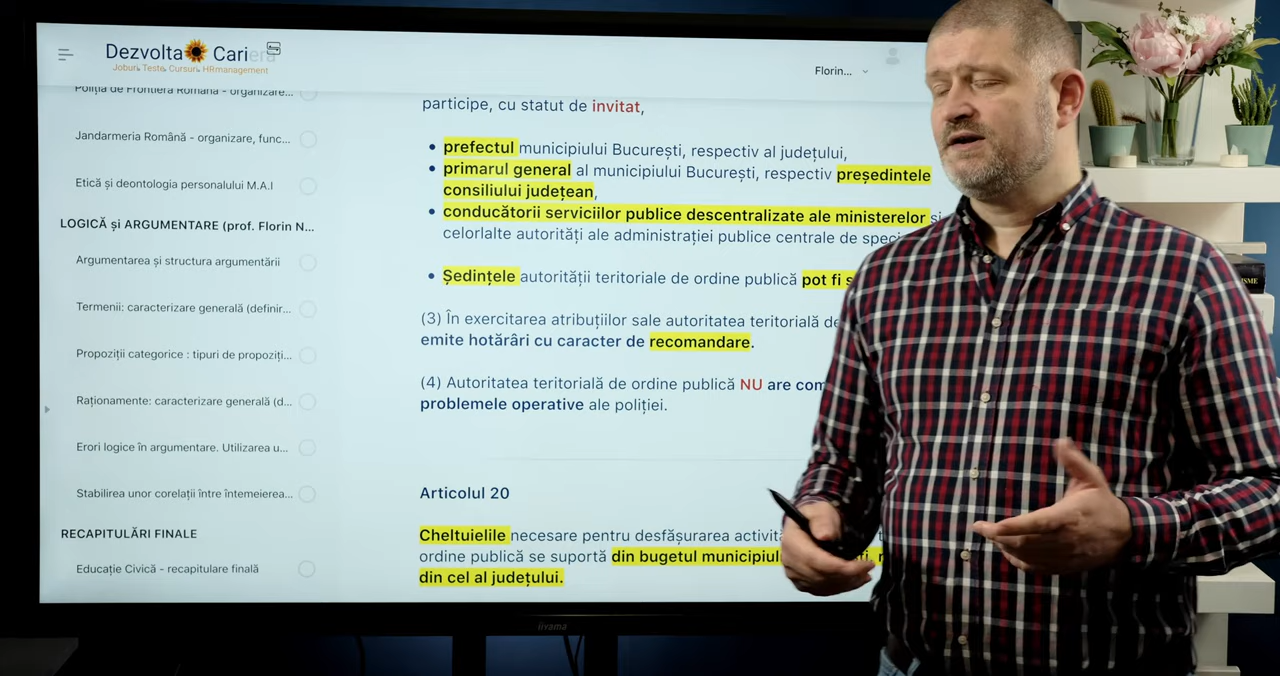 Dezvolta Cariera
Joburi, Teste, Cursuri, HRmanagement
Florin...
Poliția de Frontieră Română - organizare...
Jandarmeria Română - organizare, func...
Etică și deontologia personalului M.A.I
LOGICĂ și ARGUMENTARE (prof. Florin N...
Argumentarea și structura argumentării
Termenii: caracterizare generală (definir...
Propoziții categorice : tipuri de propoziți...
Raționamente: caracterizare generală (d...
Erori logice în argumentare. Utilizarea u...
Stabilirea unor corelații între întemeierea...
RECAPITULĂRI FINALE
Educație Civică - recapitulare finală
participe, cu statut de invitat,
• prefectul municipiului București, respectiv al județului,
• primarul general al municipiului București, respectiv președintele
consiliului județean,
• conducătorii serviciilor publice descentralizate ale ministerelor și
celorlalte autorități ale administrației publice centrale de
• Ședințele autorității teritoriale de ordine publică pot fi
(3) În exercitarea atribuțiilor sale autoritatea teritorială de
emite hotărâri cu caracter de recomandare.
(4) Autoritatea teritorială de ordine publică NU are
problemele operative ale poliției.
Articolul 20
Cheltuielile necesare pentru desfășurarea
ordine publică se suportă din bugetul
din cel al județului.
iiyama